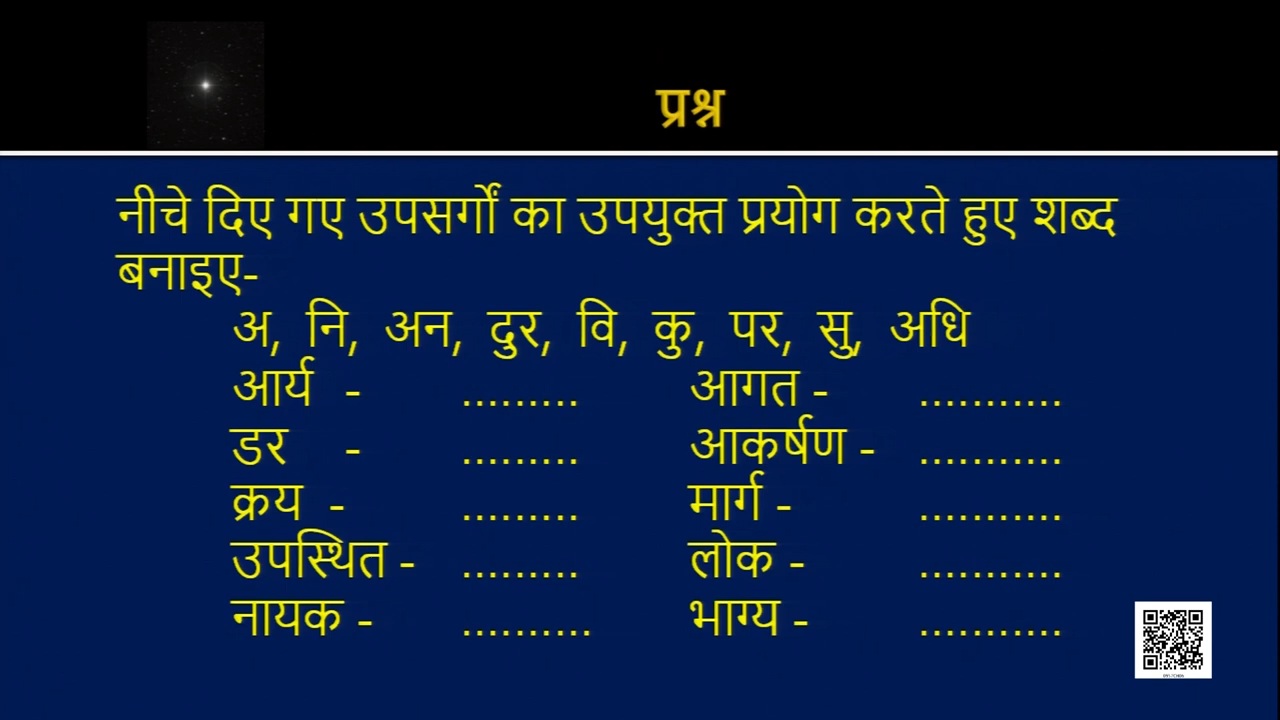 प्रश्न
नीचे दिए गए उपसर्गों का उपयुक्त प्रयोग करते हुए शब्द
बनाइए-
अ, नि, अन, दुर, वि, कु, पर, सु, अधि
आर्य - ......... आगत - ...........
डर - ......... आकर्षण - ...........
क्रय - ......... मार्ग - ...........
उपस्थित - ......... लोक - ...........
नायक - .......... भाग्य - ...........